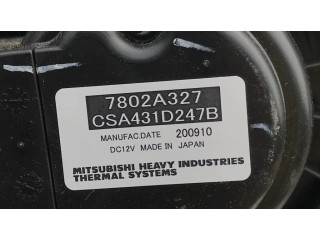 7802A327
CSA431D247B
MANUFAC.DATE 200910
DC12V MADE IN JAPAN
MITSUBISHI HEAVY INDUSTRIES
THERMAL SYSTEMS